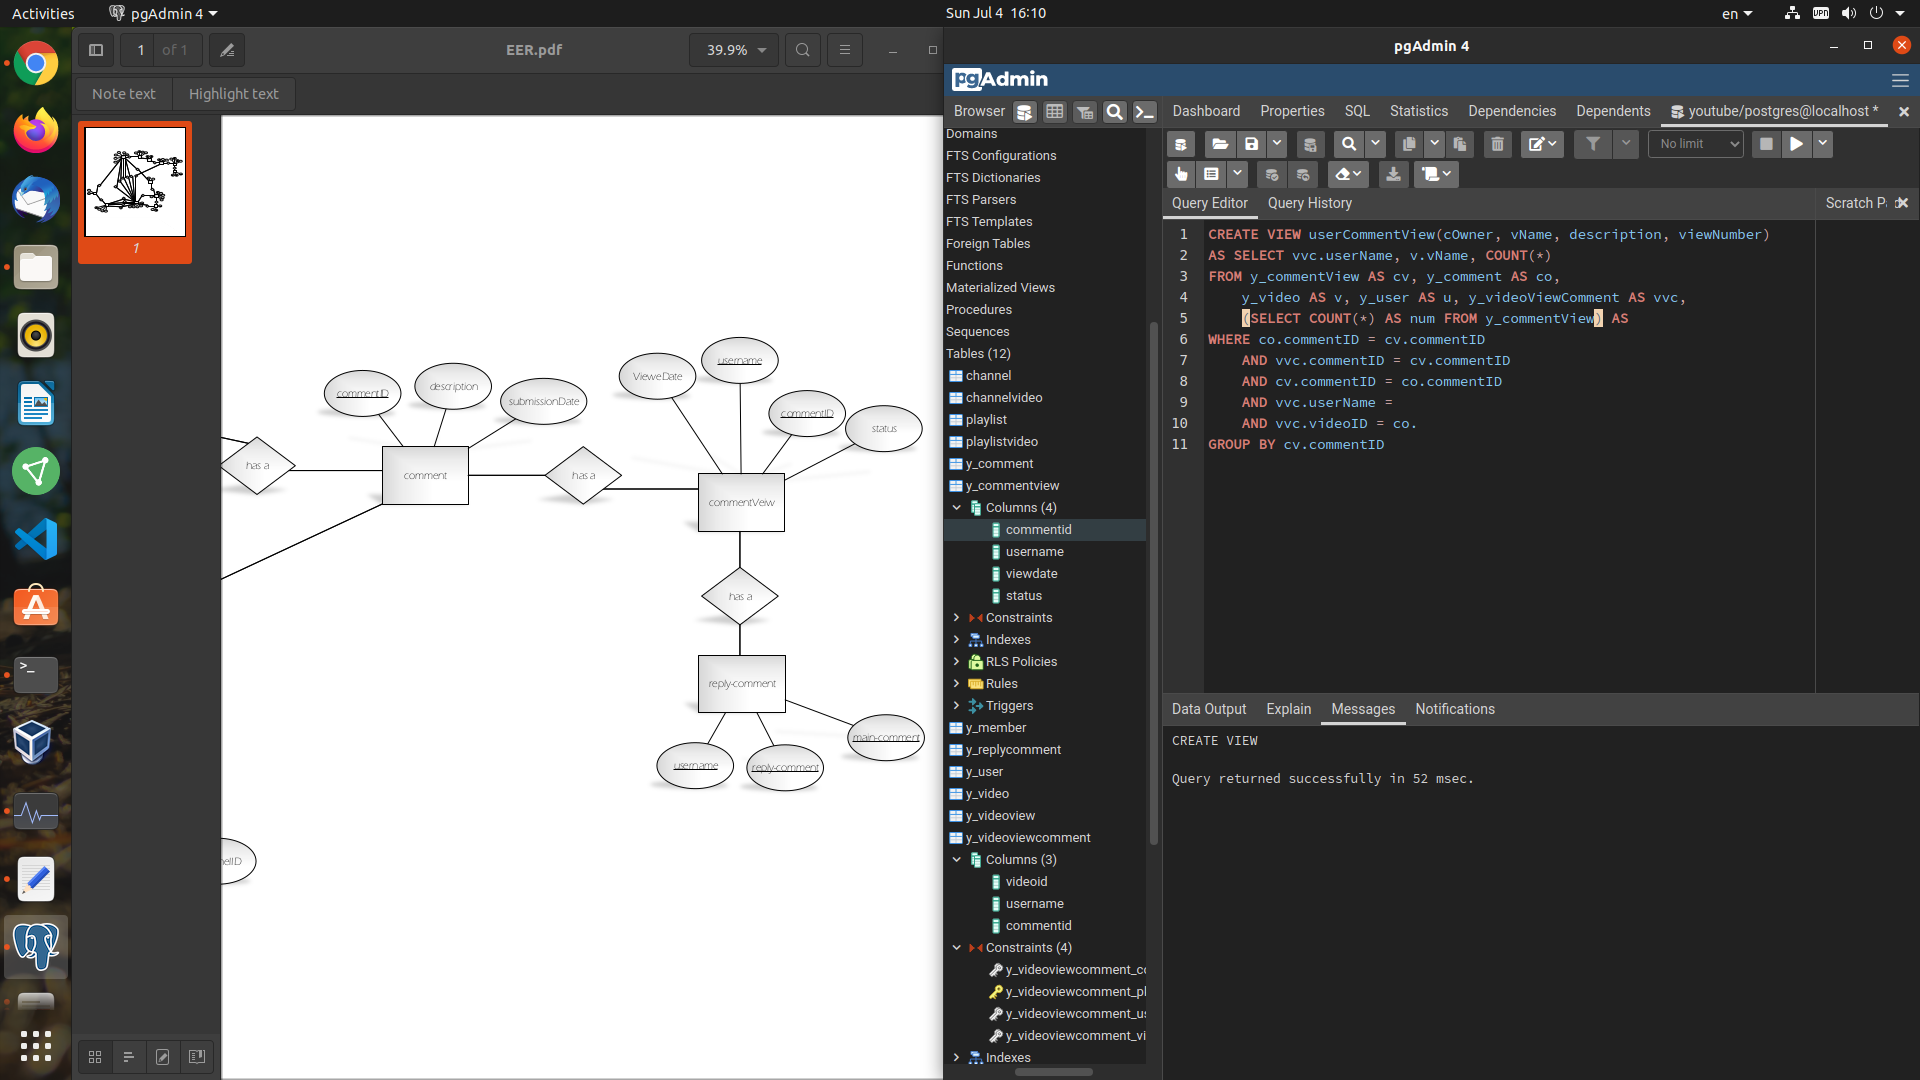 Activities
pgAdmin 4
Sun Jul 4 16:10
en
VPN
1 of 1
EER.pdf
39.9%
Note text
Highlight text
1
commentID
description
submissionDate
VieweDate
username
commentID
status
has a
comment
has a
commentVeiw
has a
reply-comment
username
reply-comment
main-comment
pgAdmin 4
pgAdmin
Browser
Dashboard
Properties
SQL
Statistics
Dependencies
Dependents
youtube/postgres@localhost *
No limit
Query Editor
Query History
Scratch
Domains
FTS Configurations
FTS Dictionaries
FTS Parsers
FTS Templates
Foreign Tables
Functions
Materialized Views
Procedures
Sequences
Tables (12)
channel
channelvideo
playlist
playlistvideo
y_comment
y_commentview
Columns (4)
commentid
username
viewdate
status
Constraints
Indexes
RLS Policies
Rules
Triggers
y_member
y_replycomment
y_user
y_video
y_videoview
y_videoviewcomment
Columns (3)
videoid
username
commentid
Constraints (4)
y_videoviewcomment_co
y_videoviewcomment_pl
y_videoviewcomment_us
y_videoviewcomment_vi
Indexes
1 CREATE VIEW userCommentView(cOwner, vName, description, viewNumber)
2 AS SELECT vvc.userName, v.vName, COUNT(*)
3 FROM y_commentView AS cv, y_comment AS co,
4 y_video AS v, y_user AS u, y_videoViewComment AS vvc,
5 (SELECT COUNT(*) AS num FROM y_commentView) AS
6 WHERE co.commentID = cv.commentID
7 AND vvc.commentID = cv.commentID
8 AND cv.commentID = co.commentID
9 AND vvc.userName =
10 AND vvc.videoID = co.
11 GROUP BY cv.commentID
Data Output
Explain
Messages
Notifications
CREATE VIEW
Query returned successfully in 52 msec.